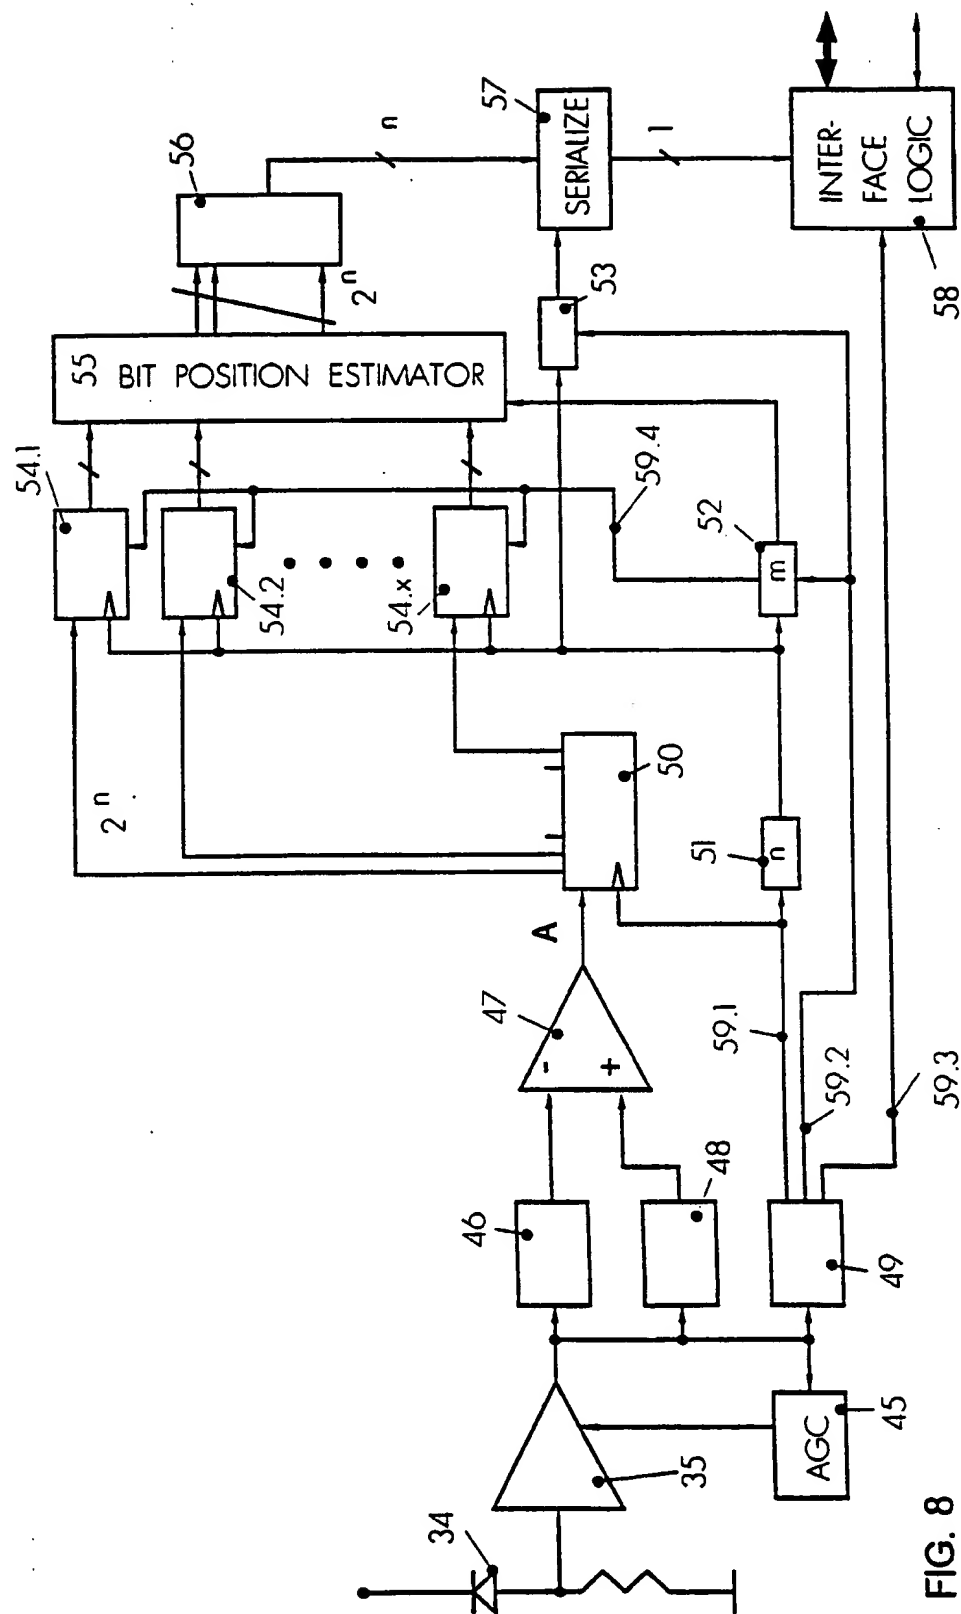 34
35
AGC
45
46
48
49
-
+
47
A
59.1
59.2
59.3
2^n
50
n
51
54.1
54.2
54.x
m
52
59.4
55 BIT POSITION ESTIMATOR
2^n
56
53
n
SERIALIZE
57
1
INTER-
FACE
LOGIC
58
FIG. 8